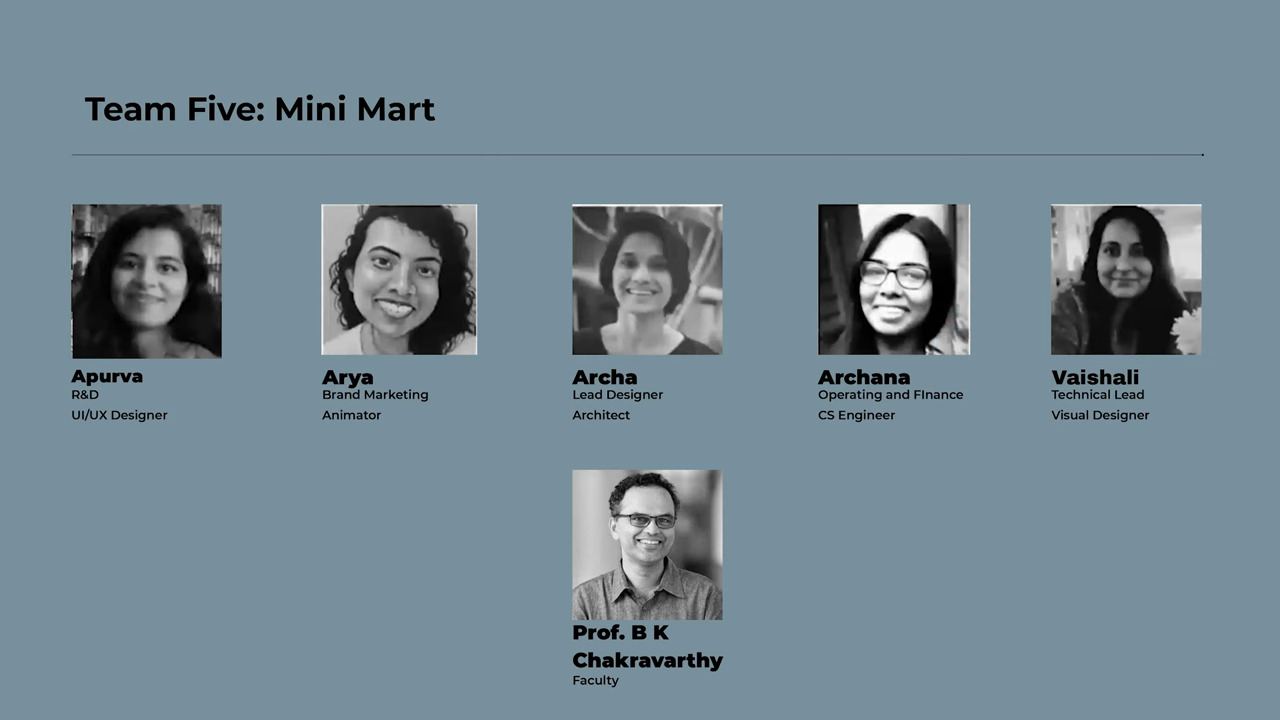 Team Five: Mini Mart
Apurva
R&D
UI/UX Designer
Arya
Brand Marketing
Animator
Archa
Lead Designer
Architect
Archana
Operating and FInance
CS Engineer
Vaishali
Technical Lead
Visual Designer
Prof. B K
Chakravarthy
Faculty